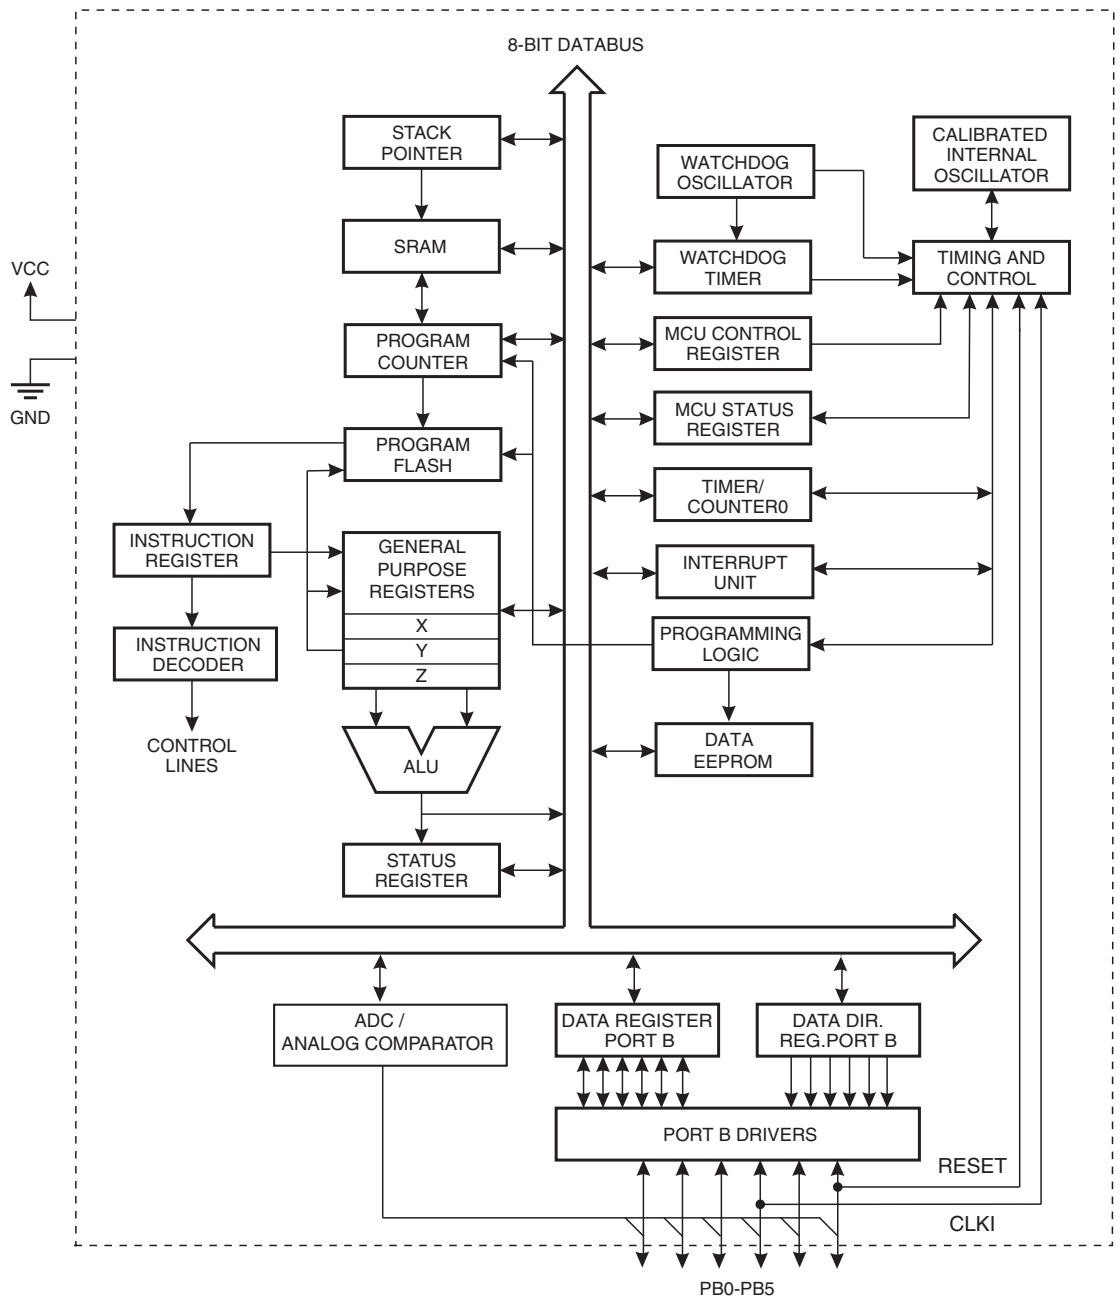 8-BIT DATABUS
STACK
POINTER
SRAM
PROGRAM
COUNTER
PROGRAM
FLASH
INSTRUCTION
REGISTER
INSTRUCTION
DECODER
CONTROL
LINES
GENERAL
PURPOSE
REGISTERS
X
Y
Z
ALU
STATUS
REGISTER
VCC
GND
WATCHDOG
OSCILLATOR
WATCHDOG
TIMER
MCU CONTROL
REGISTER
MCU STATUS
REGISTER
TIMER/
COUNTER0
INTERRUPT
UNIT
PROGRAMMING
LOGIC
DATA
EEPROM
CALIBRATED
INTERNAL
OSCILLATOR
TIMING AND
CONTROL
ADC /
ANALOG COMPARATOR
DATA REGISTER
PORT B
DATA DIR.
REG.PORT B
PORT B DRIVERS
RESET
CLKI
PB0-PB5